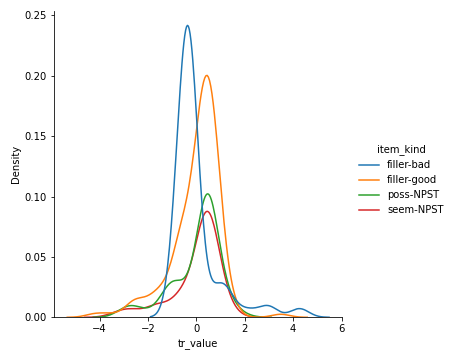 0.25
0.20
0.15
0.10
0.05
0.00
Density
−4
−2
0
2
4
6
tr_value
item_kind
filler-bad
filler-good
poss-NPST
seem-NPST